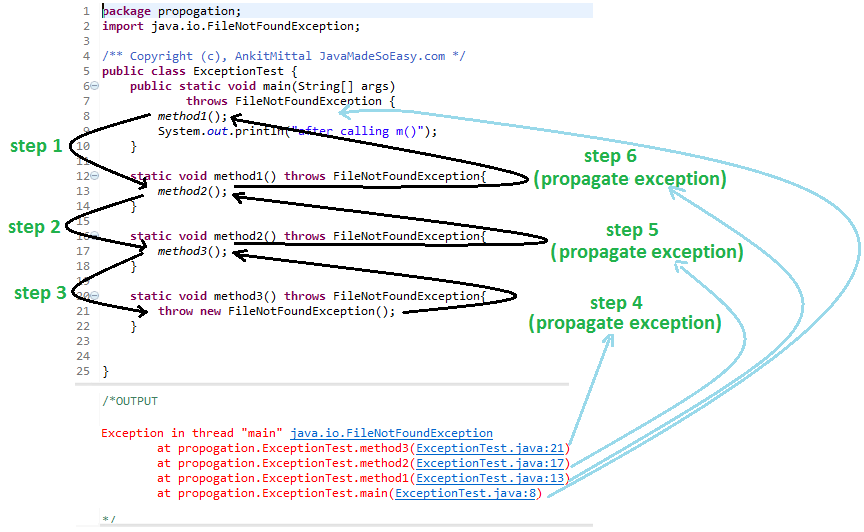 1 package propogation;
2 import java.io.FileNotFoundException;
3
4 /** Copyright (c), AnkitMittal JavaMadeSoEasy.com */
5 public class ExceptionTest {
6 public static void main(String[] args)
7 throws FileNotFoundException {
8 method1();
9 System.out.println("after calling m()");
10 }
step 1
12 static void method1() throws FileNotFoundException{
13 method2();
14 }
15
step 2
16 static void method2() throws FileNotFoundException{
17 method3();
18 }
step 3
20 static void method3() throws FileNotFoundException{
21 throw new FileNotFoundException();
22 }
23
24
25 }
step 6
(propagate exception)
step 5
(propagate exception)
step 4
(propagate exception)
/*OUTPUT
Exception in thread "main" java.io.FileNotFoundException
at propogation.ExceptionTest.method3(ExceptionTest.java:21)
at propogation.ExceptionTest.method2(ExceptionTest.java:17)
at propogation.ExceptionTest.method1(ExceptionTest.java:13)
at propogation.ExceptionTest.main(ExceptionTest.java:8)
*/